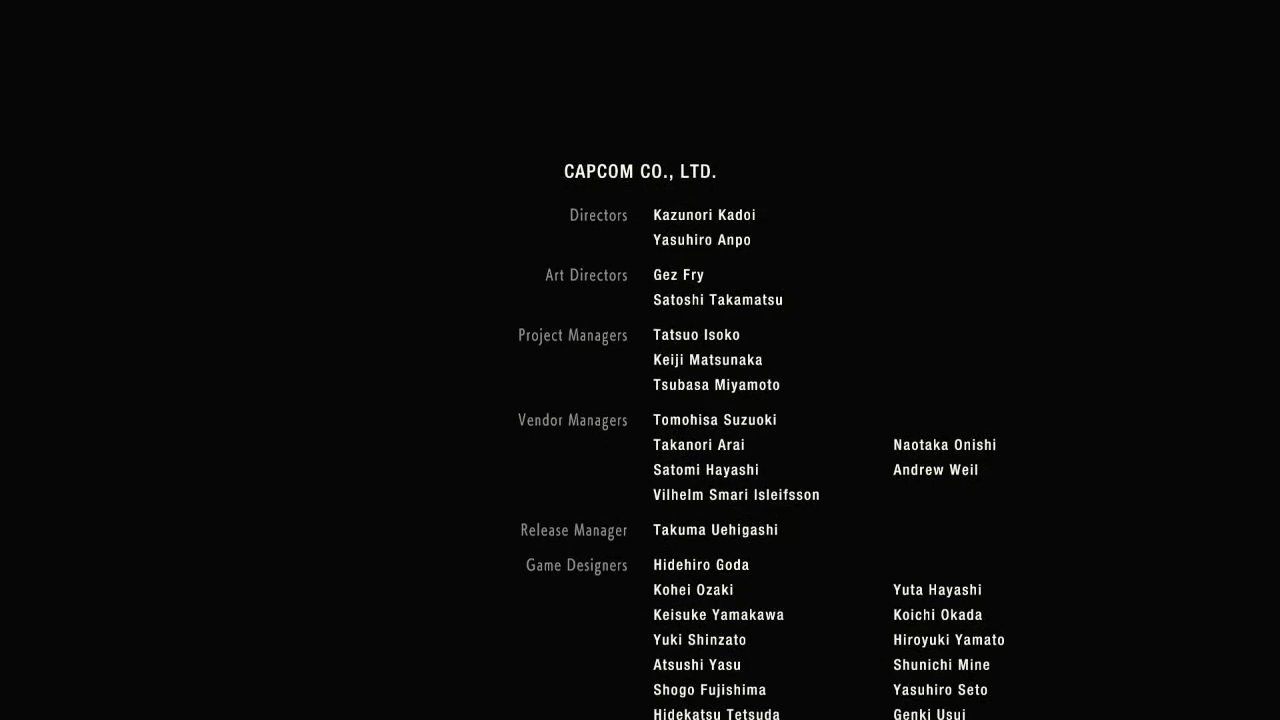 CAPCOM CO., LTD.
Directors Kazunori Kadoi
Yasuhiro Anpo
Art Directors Gez Fry
Satoshi Takamatsu
Project Managers Tatsuo Isoko
Keiji Matsunaka
Tsubasa Miyamoto
Vendor Managers Tomohisa Suzuoki
Takanori Arai Naotaka Onishi
Satomi Hayashi Andrew Weil
Vilhelm Smari Isleifsson
Release Manager Takuma Uehigashi
Game Designers Hidehiro Goda
Kohei Ozaki Yuta Hayashi
Keisuke Yamakawa Koichi Okada
Yuki Shinzato Hiroyuki Yamato
Atsushi Yasu Shunichi Mine
Shogo Fujishima Yasuhiro Seto
Hidekatsu Tetsuda Genki Usui